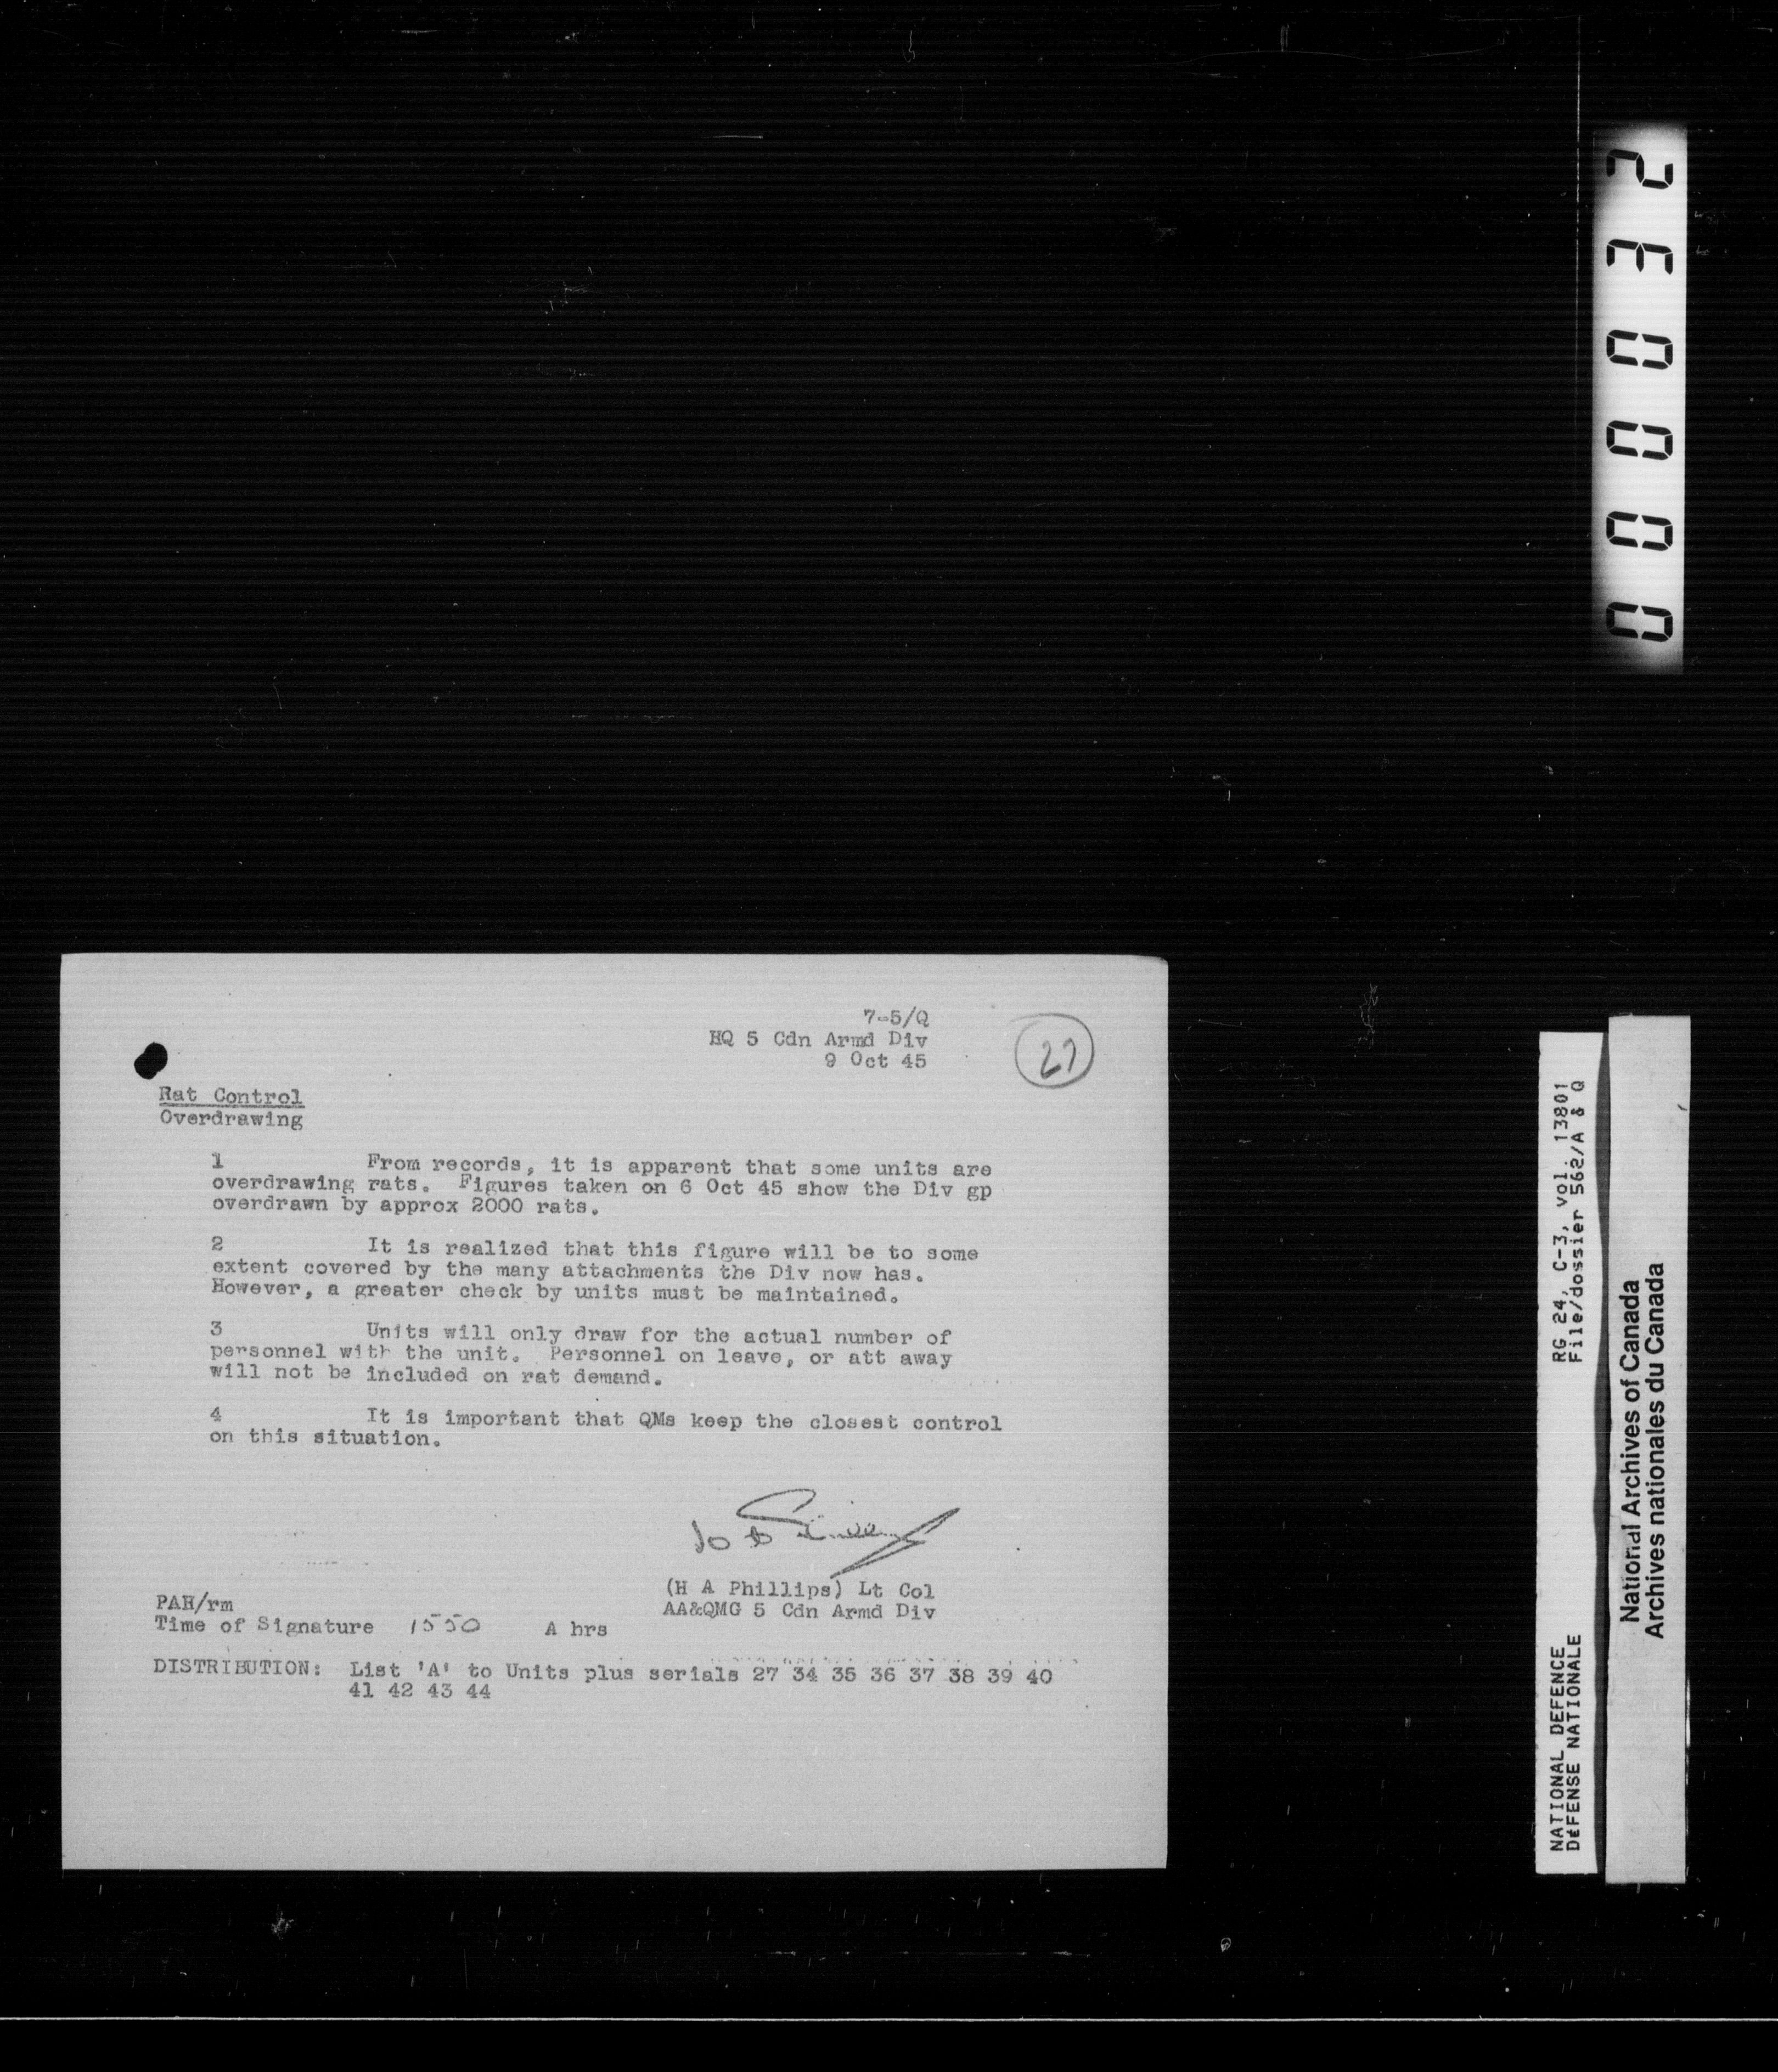 7-5/Q
HQ 5 Cdn Armd Div
9 Oct 45
27
Rat Control
Overdrawing
1 From records, it is apparent that some units are
overdrawing rats. Figures taken on 6 Oct 45 show the Div gp
overdrawn by approx 2000 rats.
2 It is realized that this figure will be to some
extent covered by the many attachments the Div now has.
However, a greater check by units must be maintained.
3 Units will only draw for the actual number of
personnel with the unit. Personnel on leave, or att away
will not be included on rat demand.
4 It is important that QMs keep the closest control
on this situation.
(H A Phillips) Lt Col
AA&QMG 5 Cdn Armd Div
PAH/rm
Time of Signature 1550 A hrs
DISTRIBUTION: List 'A' to Units plus serials 27 34 35 36 37 38 39 40
41 42 43 44
000032
NATIONAL DEFENCE RG 24, C-3, vol. 13801
DÉFENSE NATIONALE File/dossier 562/A & Q
National Archives of Canada
Archives nationales du Canada